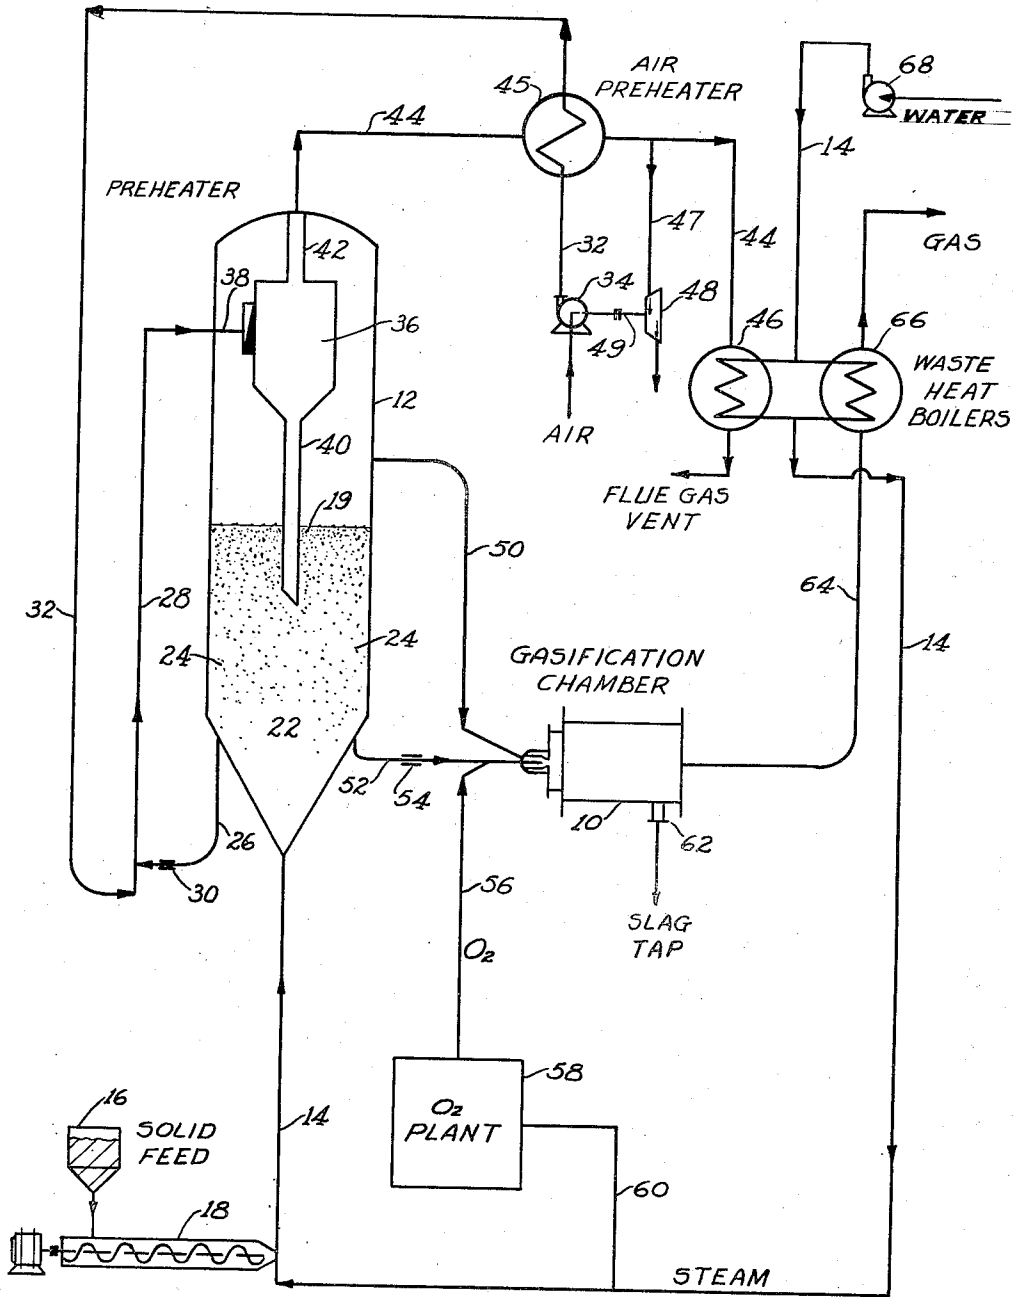 AIR
PREHEATER
45
68
WATER
44
14
PREHEATER
47
44
GAS
42
32
38
34
48
36
49
46
66
WASTE
HEAT
BOILERS
12
AIR
40
FLUE GAS
VENT
19
50
28
32
64
14
24
24
GASIFICATION
CHAMBER
22
52
54
10
62
26
30
56
SLAG
TAP
O2
58
16
SOLID
FEED
14
O2
PLANT
60
18
STEAM